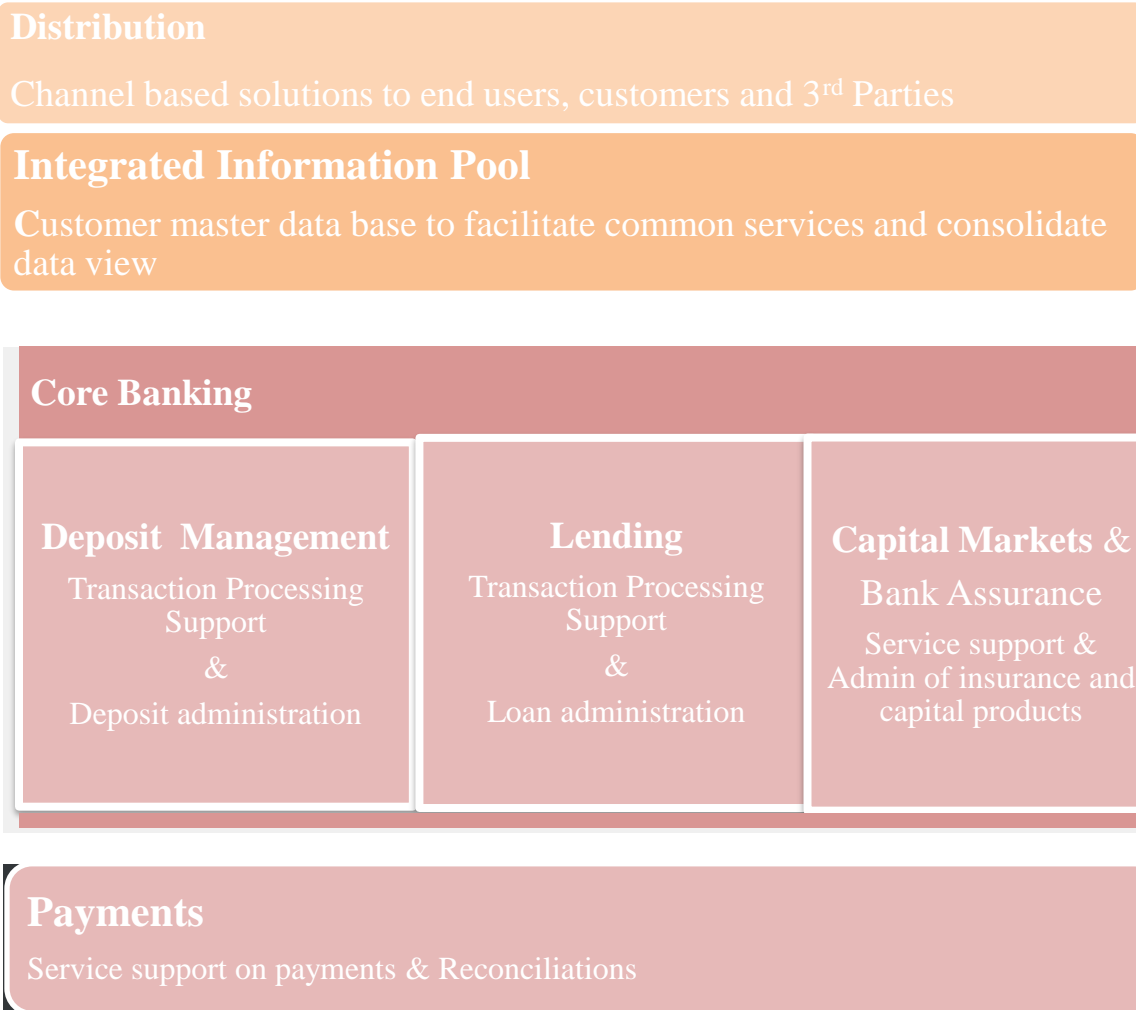 Distribution
Channel based solutions to end users, customers and 3rd Parties
Integrated Information Pool
Customer master data base to facilitate common services and consolidate
data view
Core Banking
Deposit  Management
Transaction Processing
Support
&
Deposit administration
Lending
Transaction Processing
Support
&
Loan administration
Capital Markets &
Bank Assurance
Service support &
Admin of insurance and
capital products
Payments
Service support on payments & Reconciliations